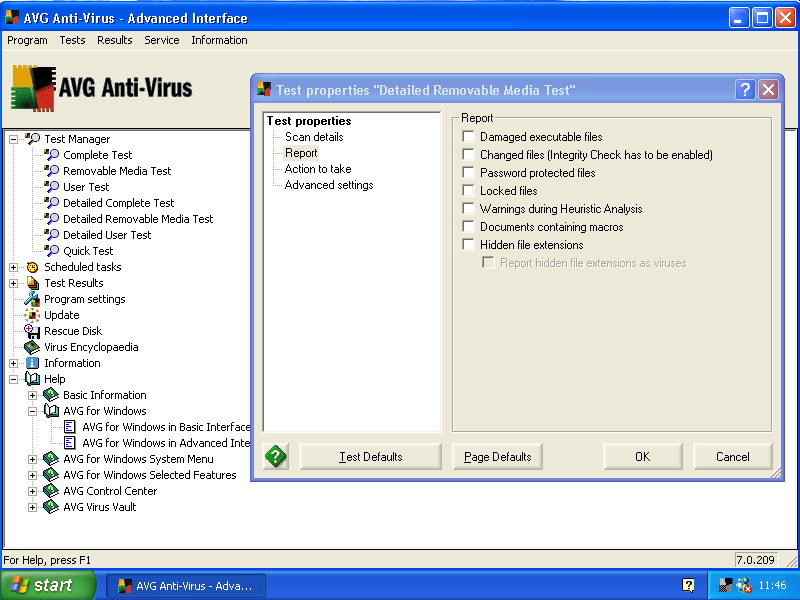 AVG Anti-Virus - Advanced Interface
Program Tests Results Service Information
AVG Anti-Virus
Test Manager
Complete Test
Removable Media Test
User Test
Detailed Complete Test
Detailed Removable Media Test
Detailed User Test
Quick Test
Scheduled tasks
Test Results
Program settings
Update
Rescue Disk
Virus Encyclopaedia
Information
Help
Basic Information
AVG for Windows
AVG for Windows in Basic Interface
AVG for Windows in Advanced Inte
AVG for Windows System Menu
AVG for Windows Selected Features
AVG Control Center
AVG Virus Vault
Test properties "Detailed Removable Media Test"
Test properties
Scan details
Report
Action to take
Advanced settings
Report
Damaged executable files
Changed files (Integrity Check has to be enabled)
Password protected files
Locked files
Warnings during Heuristic Analysis
Documents containing macros
Hidden file extensions
Report hidden file extensions as viruses
Test Defaults
Page Defaults
OK
Cancel
For Help, press F1
7.0.209
start
AVG Anti-Virus - Adva...
11:46